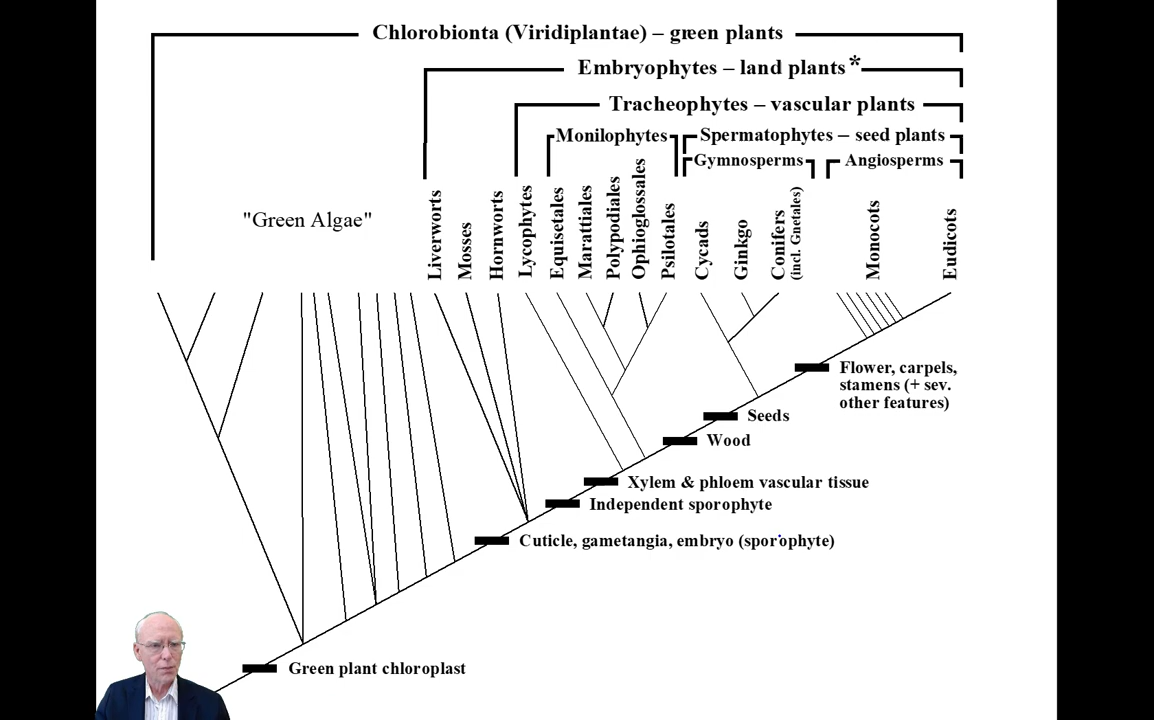 Chlorobionta (Viridiplantae) – green plants
Embryophytes – land plants*
Tracheophytes – vascular plants
Monilophytes
Spermatophytes – seed plants
Gymnosperms
Angiosperms
"Green Algae"
Liverworts
Mosses
Hornworts
Lycophytes
Equisetales
Marattiales
Polypodiales
Ophioglossales
Psilotales
Cycads
Ginkgo
Conifers
(incl. Gnetales)
Monocots
Eudicots
Flower, carpels,
stamens (+ sev.
other features)
Seeds
Wood
Xylem & phloem vascular tissue
Independent sporophyte
Cuticle, gametangia, embryo (sporophyte)
Green plant chloroplast